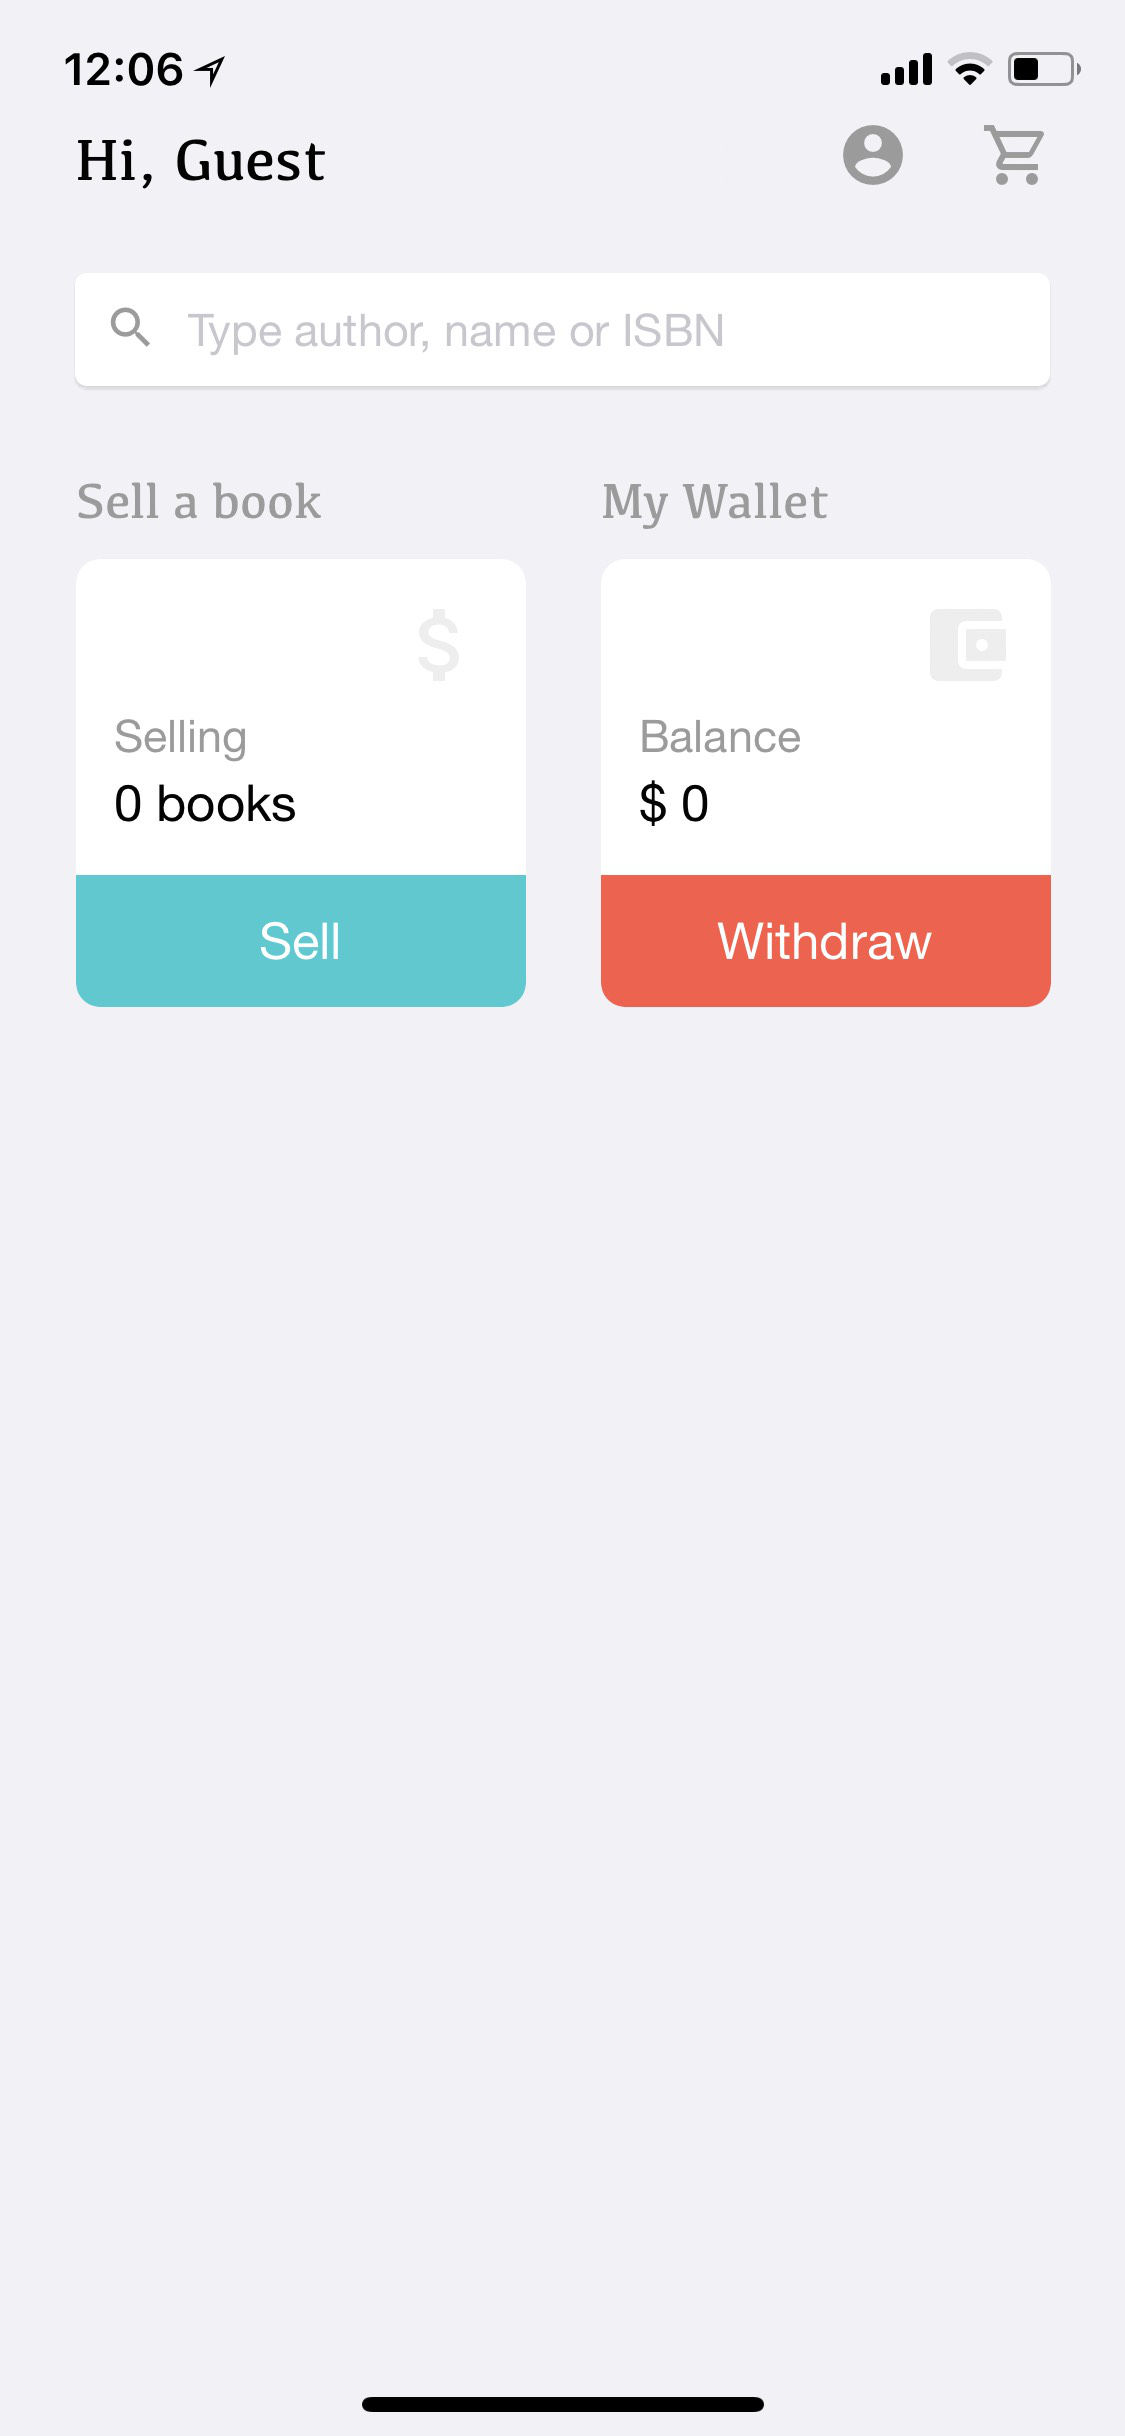 12:06
Hi, Guest
Type author, name or ISBN
Sell a book
My Wallet
$
Selling
0 books
Balance
$ 0
Sell
Withdraw